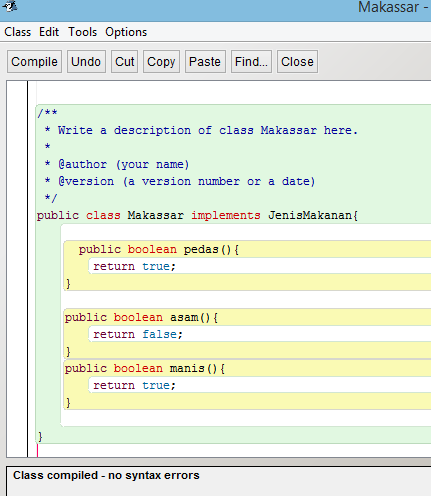 Makassar -
Class Edit Tools Options
Compile Undo Cut Copy Paste Find... Close
/**
 * Write a description of class Makassar here.
 *
 * @author (your name)
 * @version (a version number or a date)
 */
public class Makassar implements JenisMakanan{
public boolean pedas(){
return true;
}
public boolean asam(){
return false;
}
public boolean manis(){
return true;
}
}
Class compiled - no syntax errors